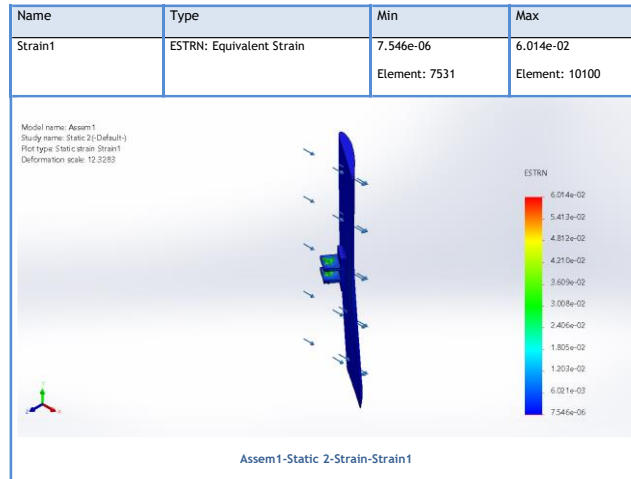 Name Type Min Max
Strain1 ESTRN: Equivalent Strain 7.546e-06 6.014e-02
Element: 7531 Element: 10100
Model name: Assem1
Study name: Static 2(-Default-)
Plot type: Static strain Strain1
Deformation scale: 12.3283
ESTRN
6.014e-02
5.413e-02
4.812e-02
4.210e-02
3.609e-02
3.008e-02
2.406e-02
1.805e-02
1.203e-02
6.021e-03
7.546e-06
Assem1-Static 2-Strain-Strain1